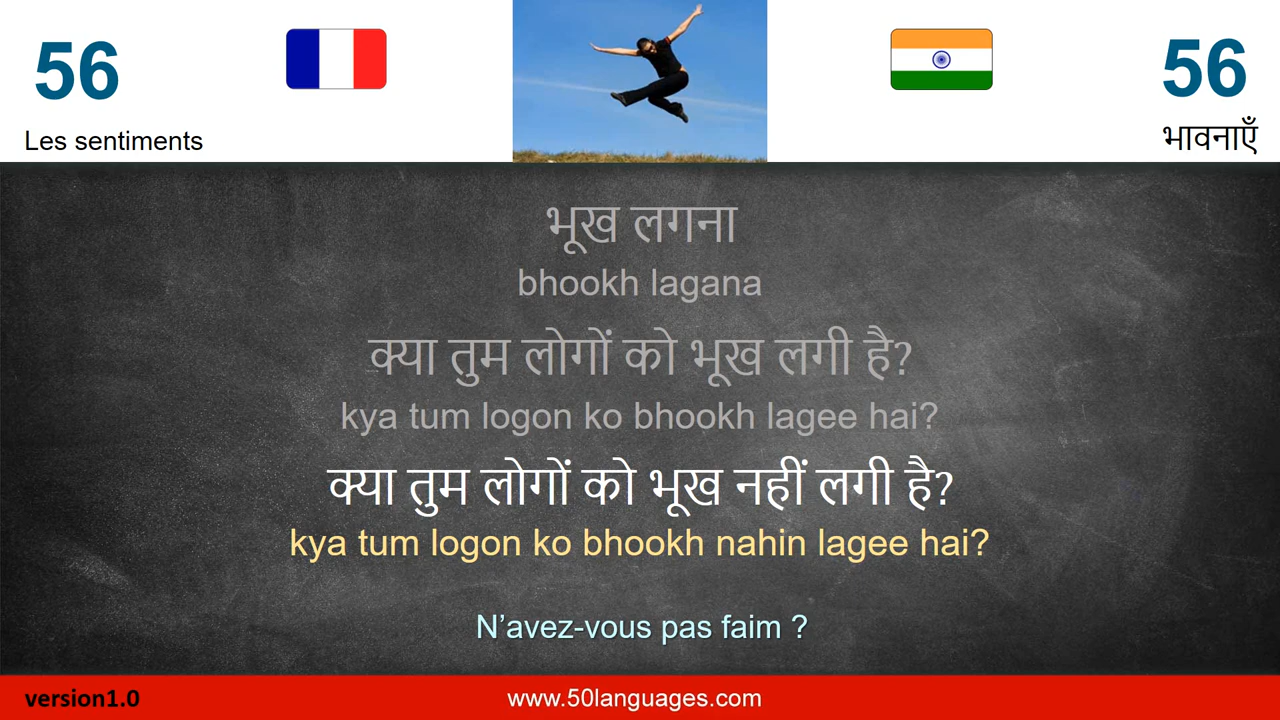 56
56
Les sentiments
भावनाएँ
भूख लगना
bhookh lagana
क्या तुम लोगों को भूख लगी है?
kya tum logon ko bhookh lagee hai?
क्या तुम लोगों को भूख नहीं लगी है?
kya tum logon ko bhookh nahin lagee hai?
N’avez-vous pas faim ?
version1.0
www.50languages.com